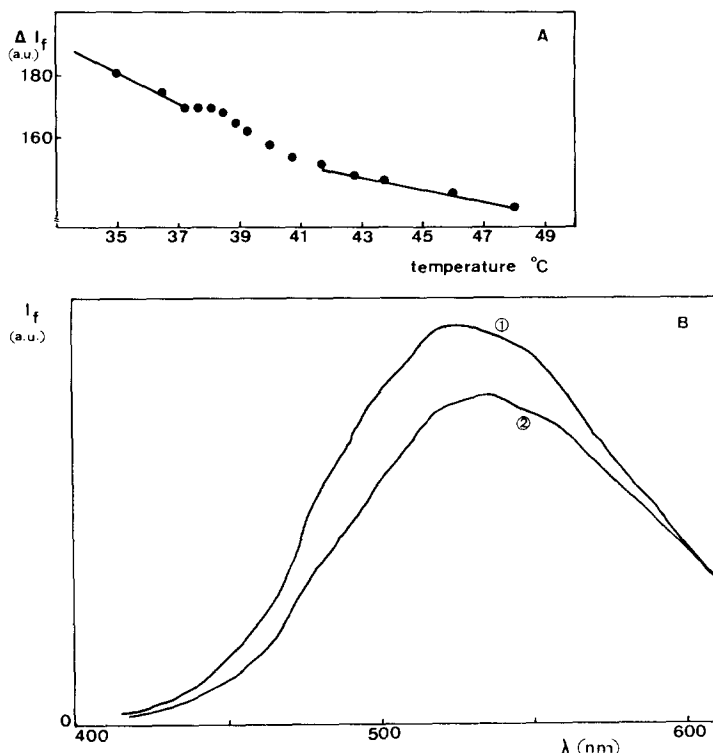 Δ I_f
(a.u.)
A
180
160
35 37 39 41 43 45 47 49
temperature °C
I_f
(a.u.)
①
B
②
0
400 500 600
λ (nm)